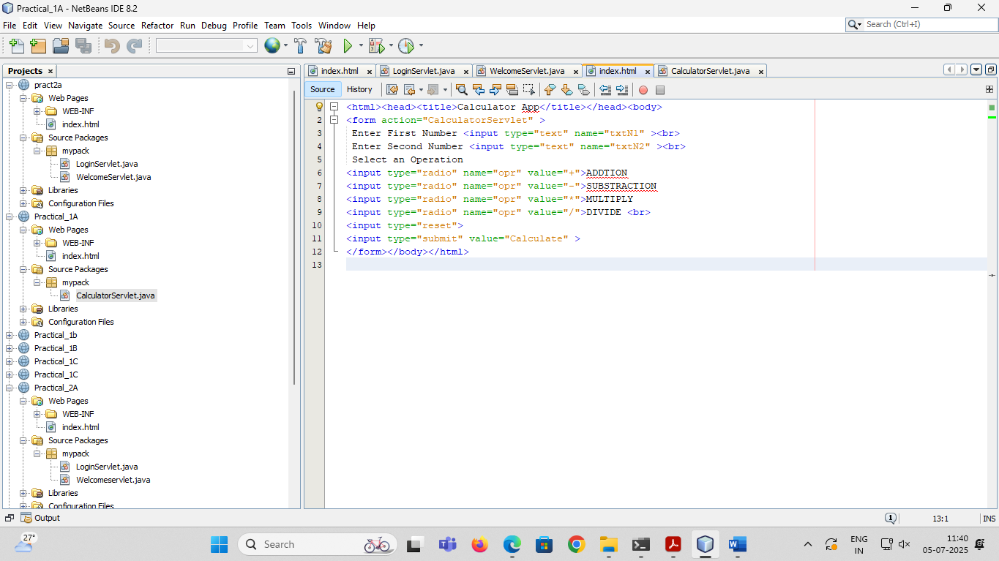 Practical_1A - NetBeans IDE 8.2
File Edit View Navigate Source Refactor Run Debug Profile Team Tools Window Help
Search (Ctrl+I)
Projects
index.html LoginServlet.java WelcomeServlet.java index.html CalculatorServlet.java
Source History
pract2a
Web Pages
WEB-INF
index.html
Source Packages
mypack
LoginServlet.java
WelcomeServlet.java
Libraries
Configuration Files
Practical_1A
Web Pages
WEB-INF
index.html
Source Packages
mypack
CalculatorServlet.java
Libraries
Configuration Files
Practical_1b
Practical_1B
Practical_1C
Practical_1C
Practical_2A
Web Pages
WEB-INF
index.html
Source Packages
mypack
LoginServlet.java
Welcomeservlet.java
Libraries
Configuration Files
<html><head><title>Calculator App</title></head><body>
2 <form action="CalculatorServlet" >
3 Enter First Number <input type="text" name="txtN1" ><br>
4 Enter Second Number <input type="text" name="txtN2" ><br>
5 Select an Operation
6 <input type="radio" name="opr" value="+">ADDTION
7 <input type="radio" name="opr" value="-">SUBSTRACTION
8 <input type="radio" name="opr" value="*">MULTIPLY
9 <input type="radio" name="opr" value="/">DIVIDE <br>
10 <input type="reset">
11 <input type="submit" value="Calculate" >
12 </form></body></html>
13
Output
1
13:1
INS
27°
Search
ENG
IN
11:40
05-07-2025